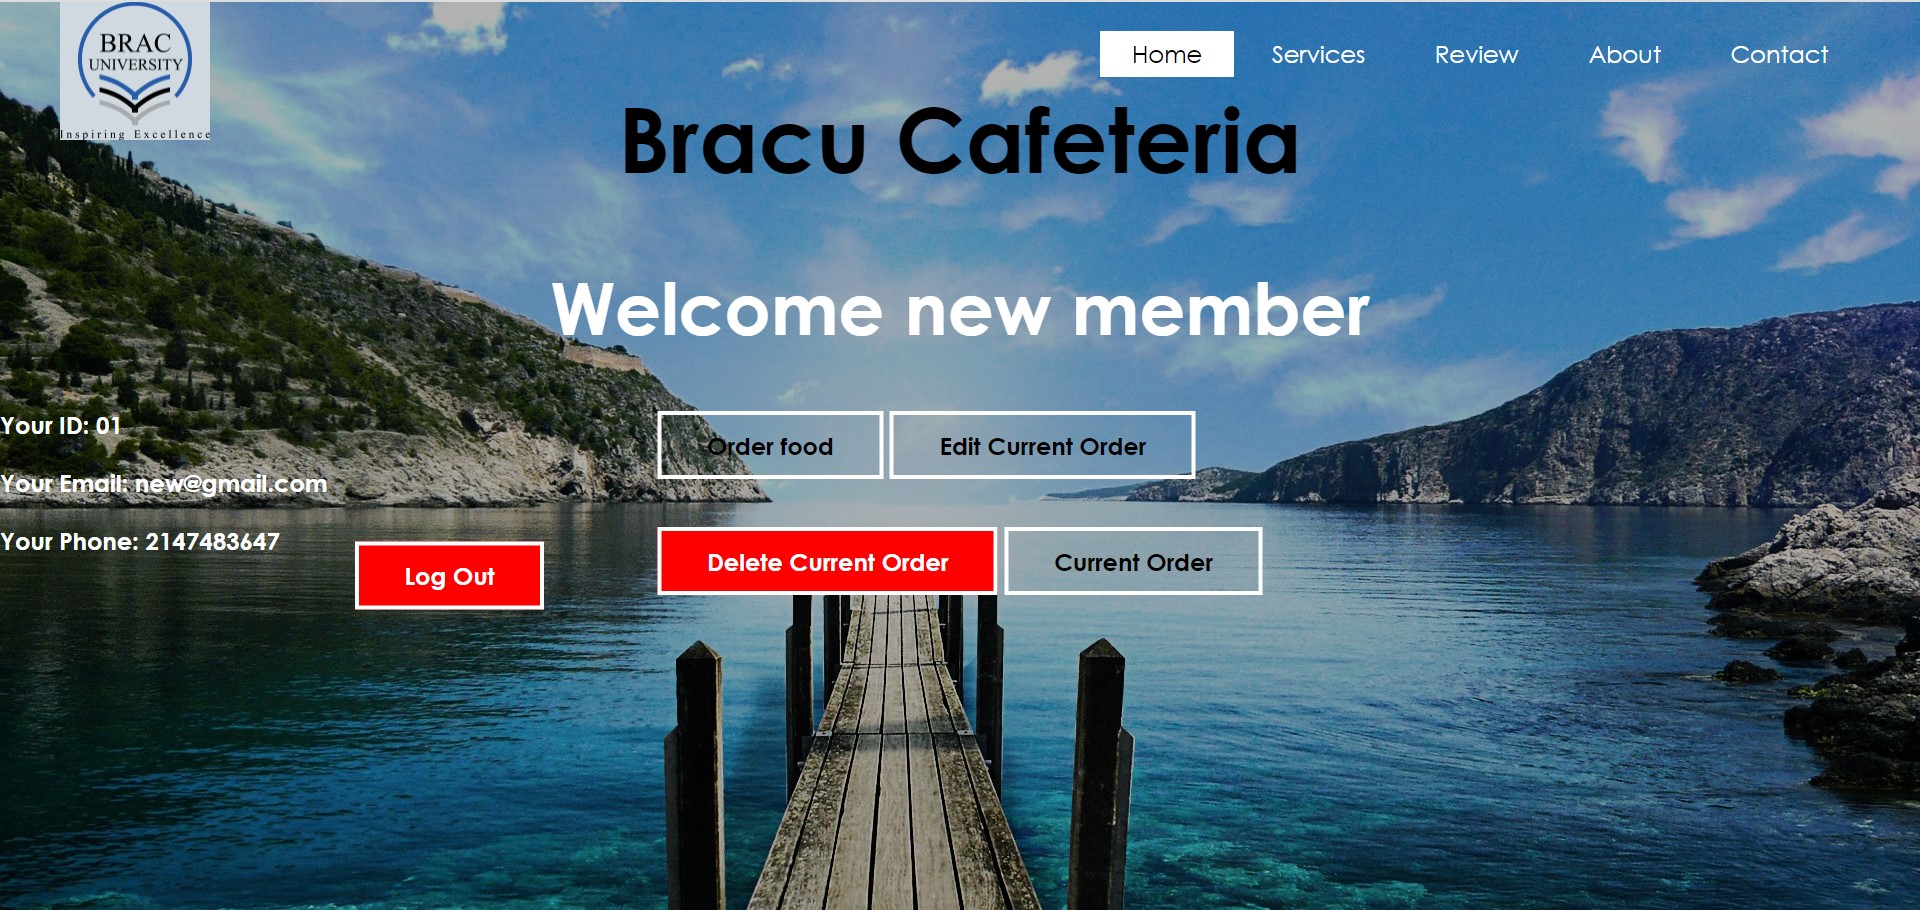 BRAC
UNIVERSITY
Inspiring Excellence
Home Services Review About Contact
Bracu Cafeteria
Welcome new member
Your ID: 01
Your Email: new@gmail.com
Your Phone: 2147483647
Log Out
Order food Edit Current Order
Delete Current Order Current Order